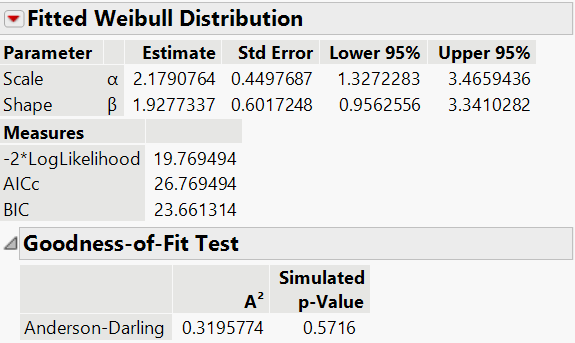 Fitted Weibull Distribution
Parameter Estimate Std Error Lower 95% Upper 95%
Scale α 2.1790764 0.4497687 1.3272283 3.4659436
Shape β 1.9277337 0.6017248 0.9562556 3.3410282
Measures
-2*LogLikelihood 19.769494
AICc 26.769494
BIC 23.661314
Goodness-of-Fit Test
Simulated
A² p-Value
Anderson-Darling 0.3195774 0.5716